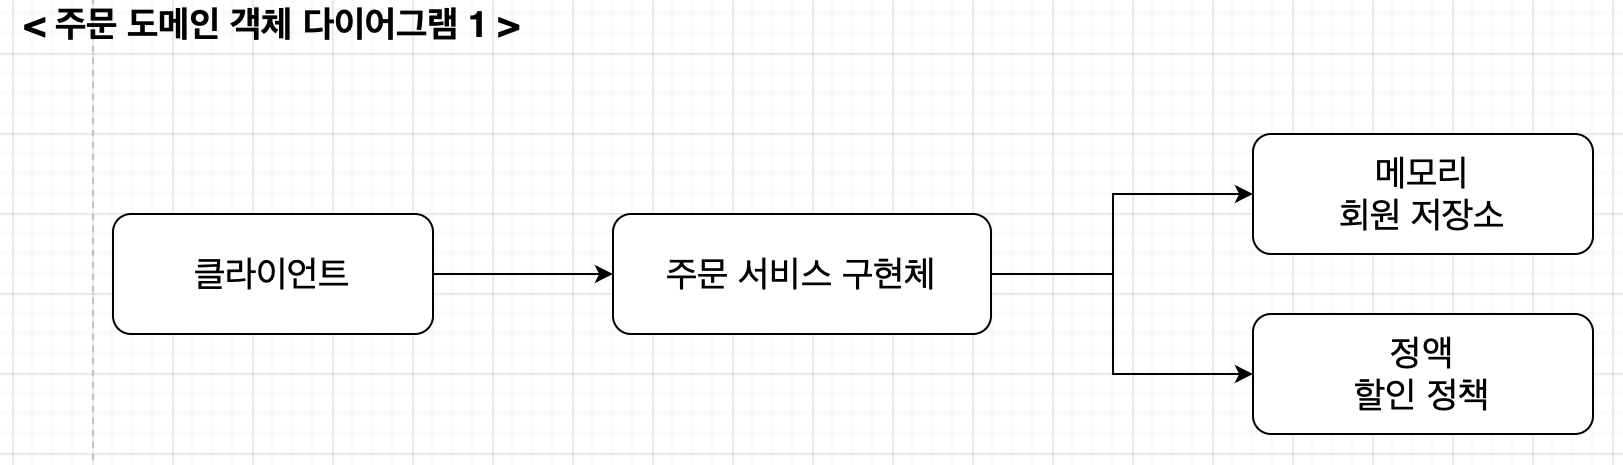 < 주문 도메인 객체 다이어그램 1 >
클라이언트
주문 서비스 구현체
메모리
회원 저장소
정액
할인 정책